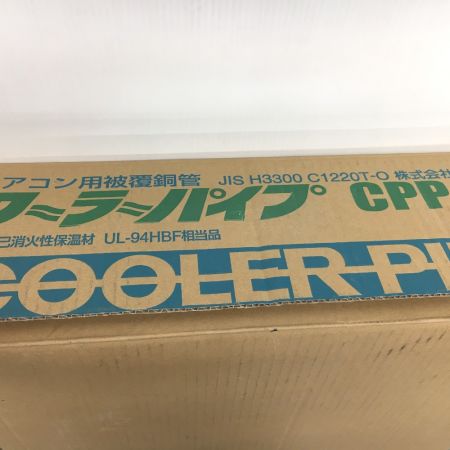 アコン用被覆銅管 JIS H3300 C1220T-O 株式会社
クーラーパイプ CPP
己消火性保温材 UL-94HBF相当品
COOLER-PI